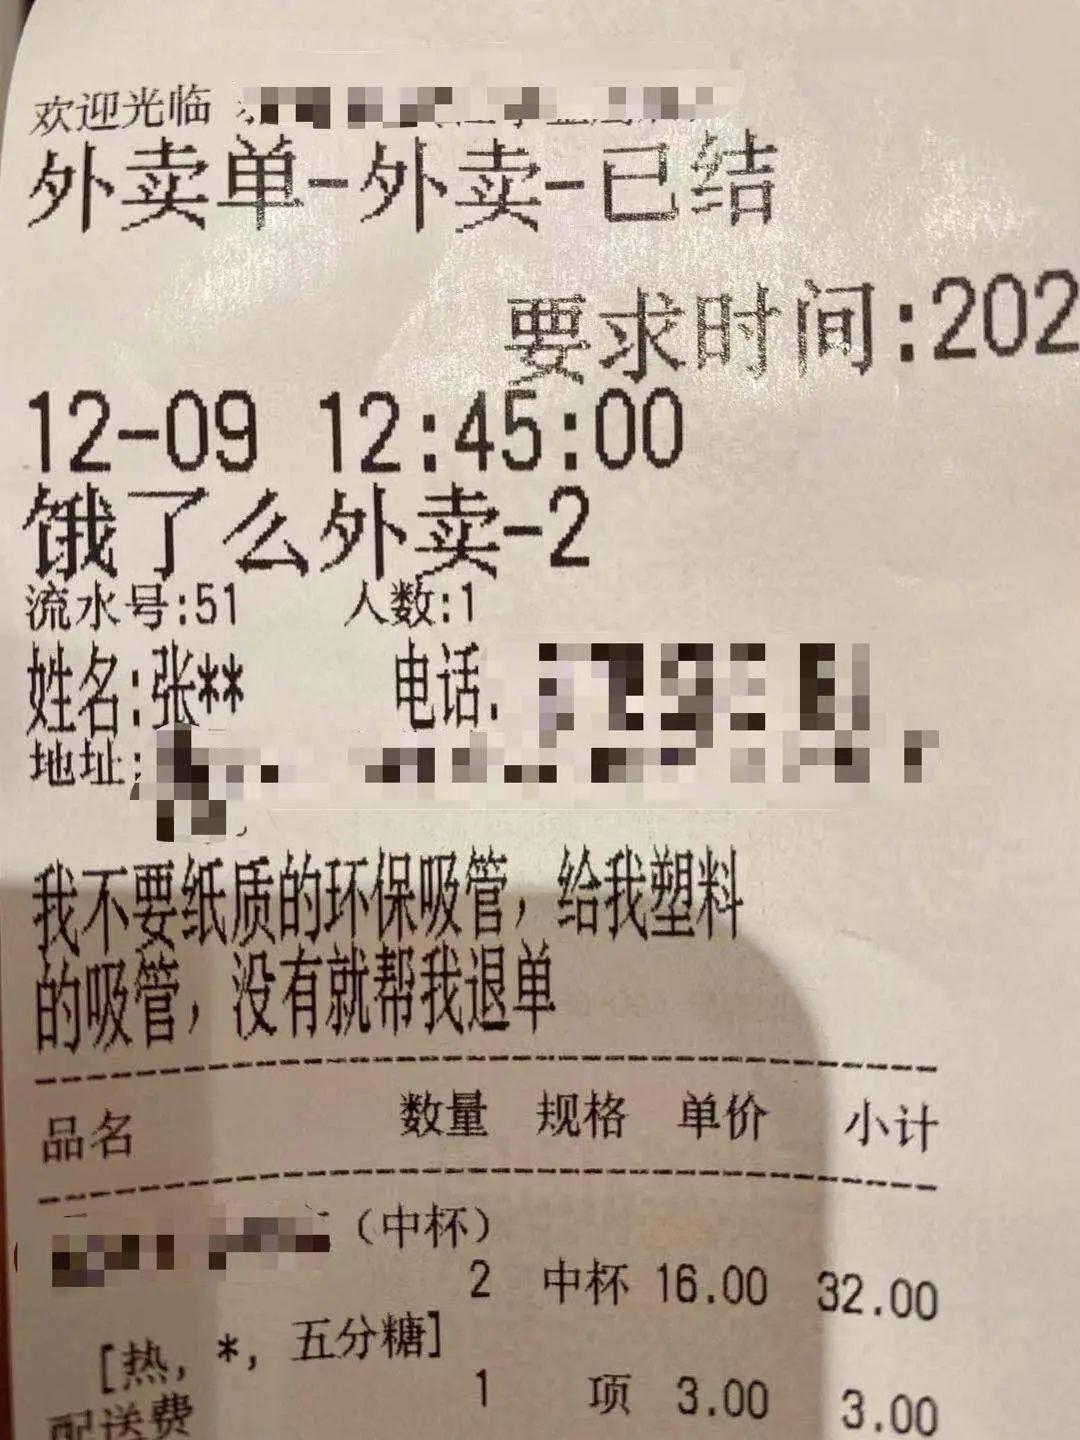 欢迎光临
外卖单-外卖-已结
要求时间:202
12-09 12:45:00
饿了么外卖-2
流水号:51 人数:1
姓名:张** 电话
地址:
我不要纸质的环保吸管，给我塑料
的吸管，没有就帮我退单
品名 数量 规格 单价 小计
（中杯）
2 中杯 16.00 32.00
[热, *, 五分糖]
1 项 3.00 3.00
配送费